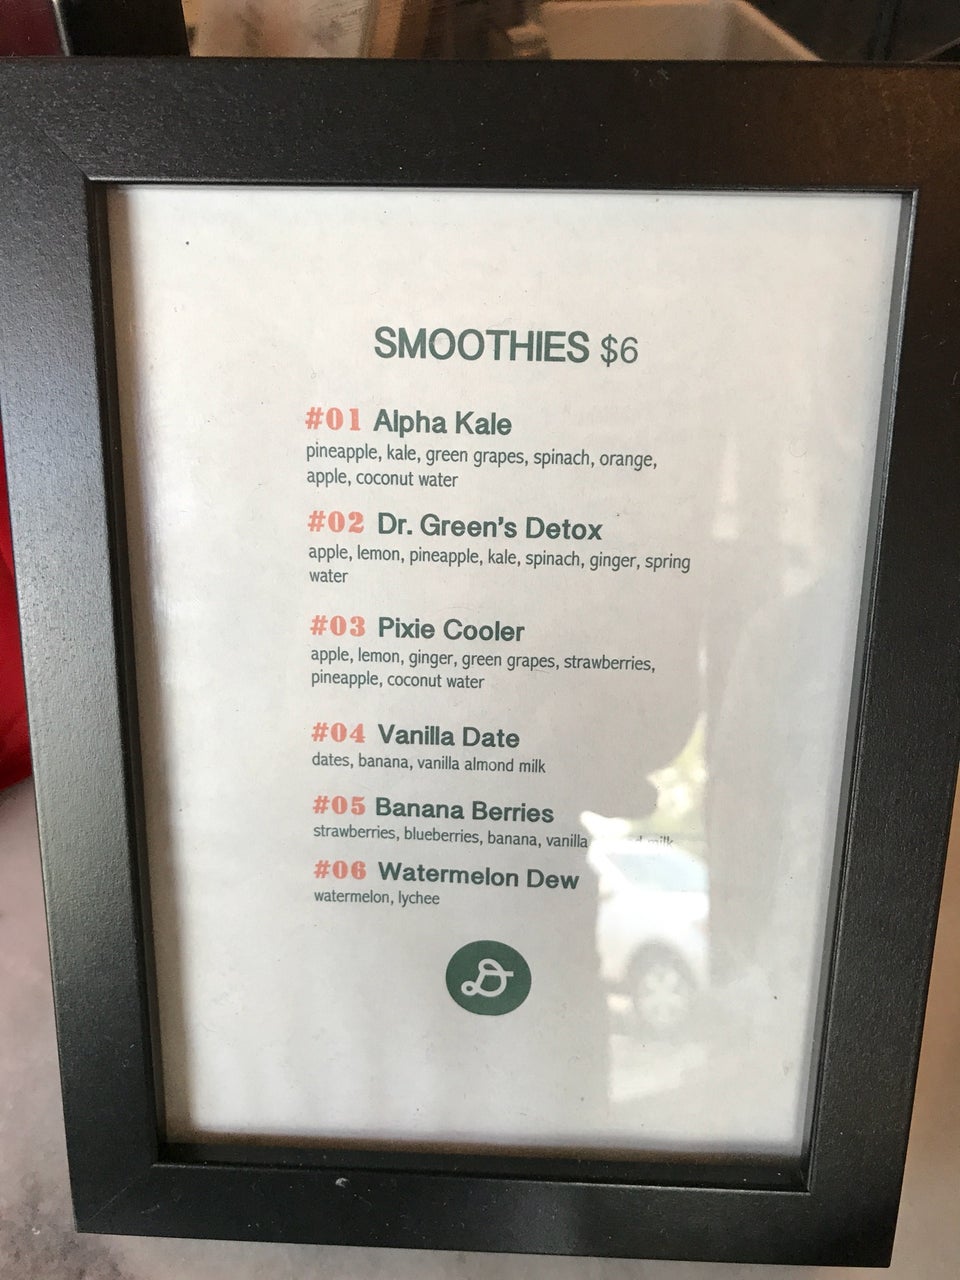 SMOOTHIES $6
#01 Alpha Kale
pineapple, kale, green grapes, spinach, orange,
apple, coconut water
#02 Dr. Green's Detox
apple, lemon, pineapple, kale, spinach, ginger, spring
water
#03 Pixie Cooler
apple, lemon, ginger, green grapes, strawberries,
pineapple, coconut water
#04 Vanilla Date
dates, banana, vanilla almond milk
#05 Banana Berries
strawberries, blueberries, banana, vanilla milk
#06 Watermelon Dew
watermelon, lychee
D